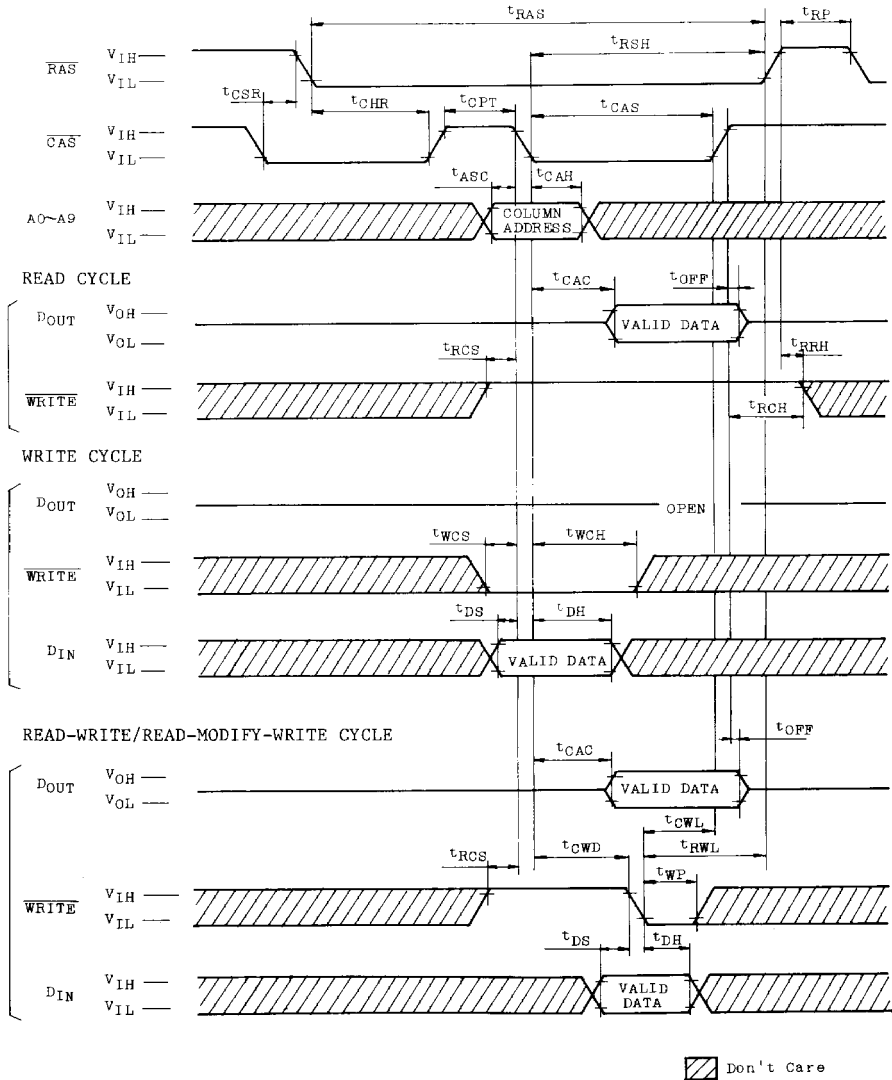 tRAS
tRP
tRSH
RAS VIH
VIL
tCSR
tCHR
tCPT
tCAS
CAS VIH
VIL
tASC
tCAH
A0~A9 VIH
VIL
COLUMN
ADDRESS
READ CYCLE
tCAC
tOFF
DOUT VOH
VOL
VALID DATA
tRRH
tRCS
WRITE VIH
VIL
tRCH
WRITE CYCLE
DOUT VOH
VOL
OPEN
tWCS
tWCH
WRITE VIH
VIL
tDS
tDH
DIN VIH
VIL
VALID DATA
READ-WRITE/READ-MODIFY-WRITE CYCLE
tOFF
tCAC
DOUT VOH
VOL
VALID DATA
tCWL
tRCS
tCWD
tRWL
tWP
WRITE VIH
VIL
tDS
tDH
DIN VIH
VIL
VALID
DATA
Don't Care